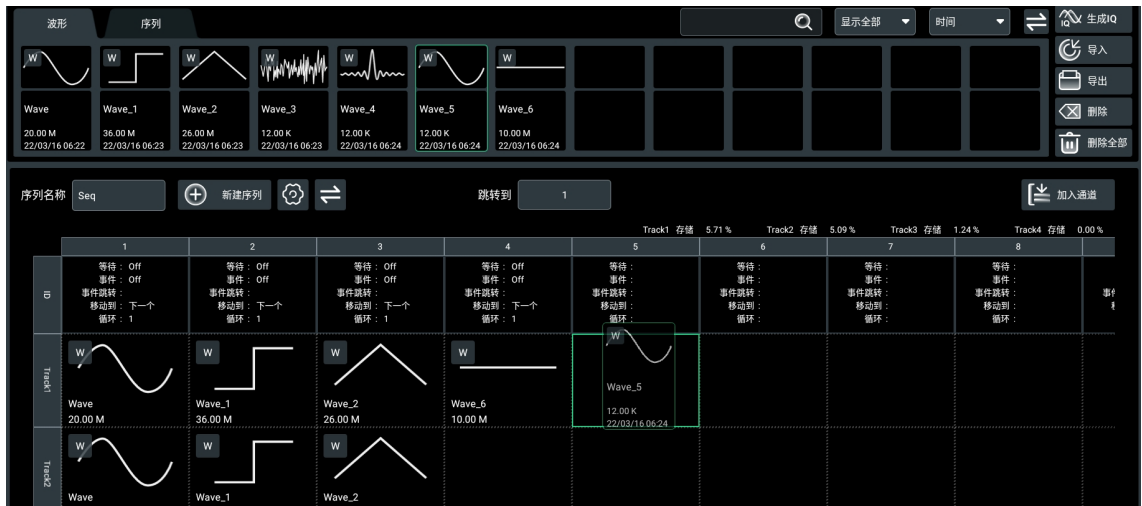 波形 序列 显示全部 时间 生成IQ
IQ
导入
导出
删除
删除全部
W W W W W W W
Wave Wave_1 Wave_2 Wave_3 Wave_4 Wave_5 Wave_6
20.00 M 36.00 M 26.00 M 12.00 K 12.00 K 12.00 K 10.00 M
22/03/16 06:22 22/03/16 06:23 22/03/16 06:23 22/03/16 06:23 22/03/16 06:24 22/03/16 06:24 22/03/16 06:24
序列名称 Seq 新建序列 跳转到 1 加入通道
Track1 存储 5.71 % Track2 存储 5.09 % Track3 存储 1.24 % Track4 存储 0.00 %
1 2 3 4 5 6 7 8
ID
等待： Off 等待： Off 等待： Off 等待： Off 等待： 等待： 等待： 等待：
事件： Off 事件： Off 事件： Off 事件： Off 事件： 事件： 事件： 事件：
事件跳转： 事件跳转： 事件跳转： 事件跳转： 事件跳转： 事件跳转： 事件跳转： 事件跳转：
移动到： 下一个 移动到： 下一个 移动到： 下一个 移动到： 下一个 移动到： 移动到： 移动到： 移动到：
循环： 1 循环： 1 循环： 1 循环： 1 循环： 循环： 循环： 循环：
Track1
W W W W W
Wave Wave_1 Wave_2 Wave_6 Wave_5
20.00 M 36.00 M 26.00 M 10.00 M 12.00 K
22/03/16 06:24
Track2
W W W
Wave Wave_1 Wave_2